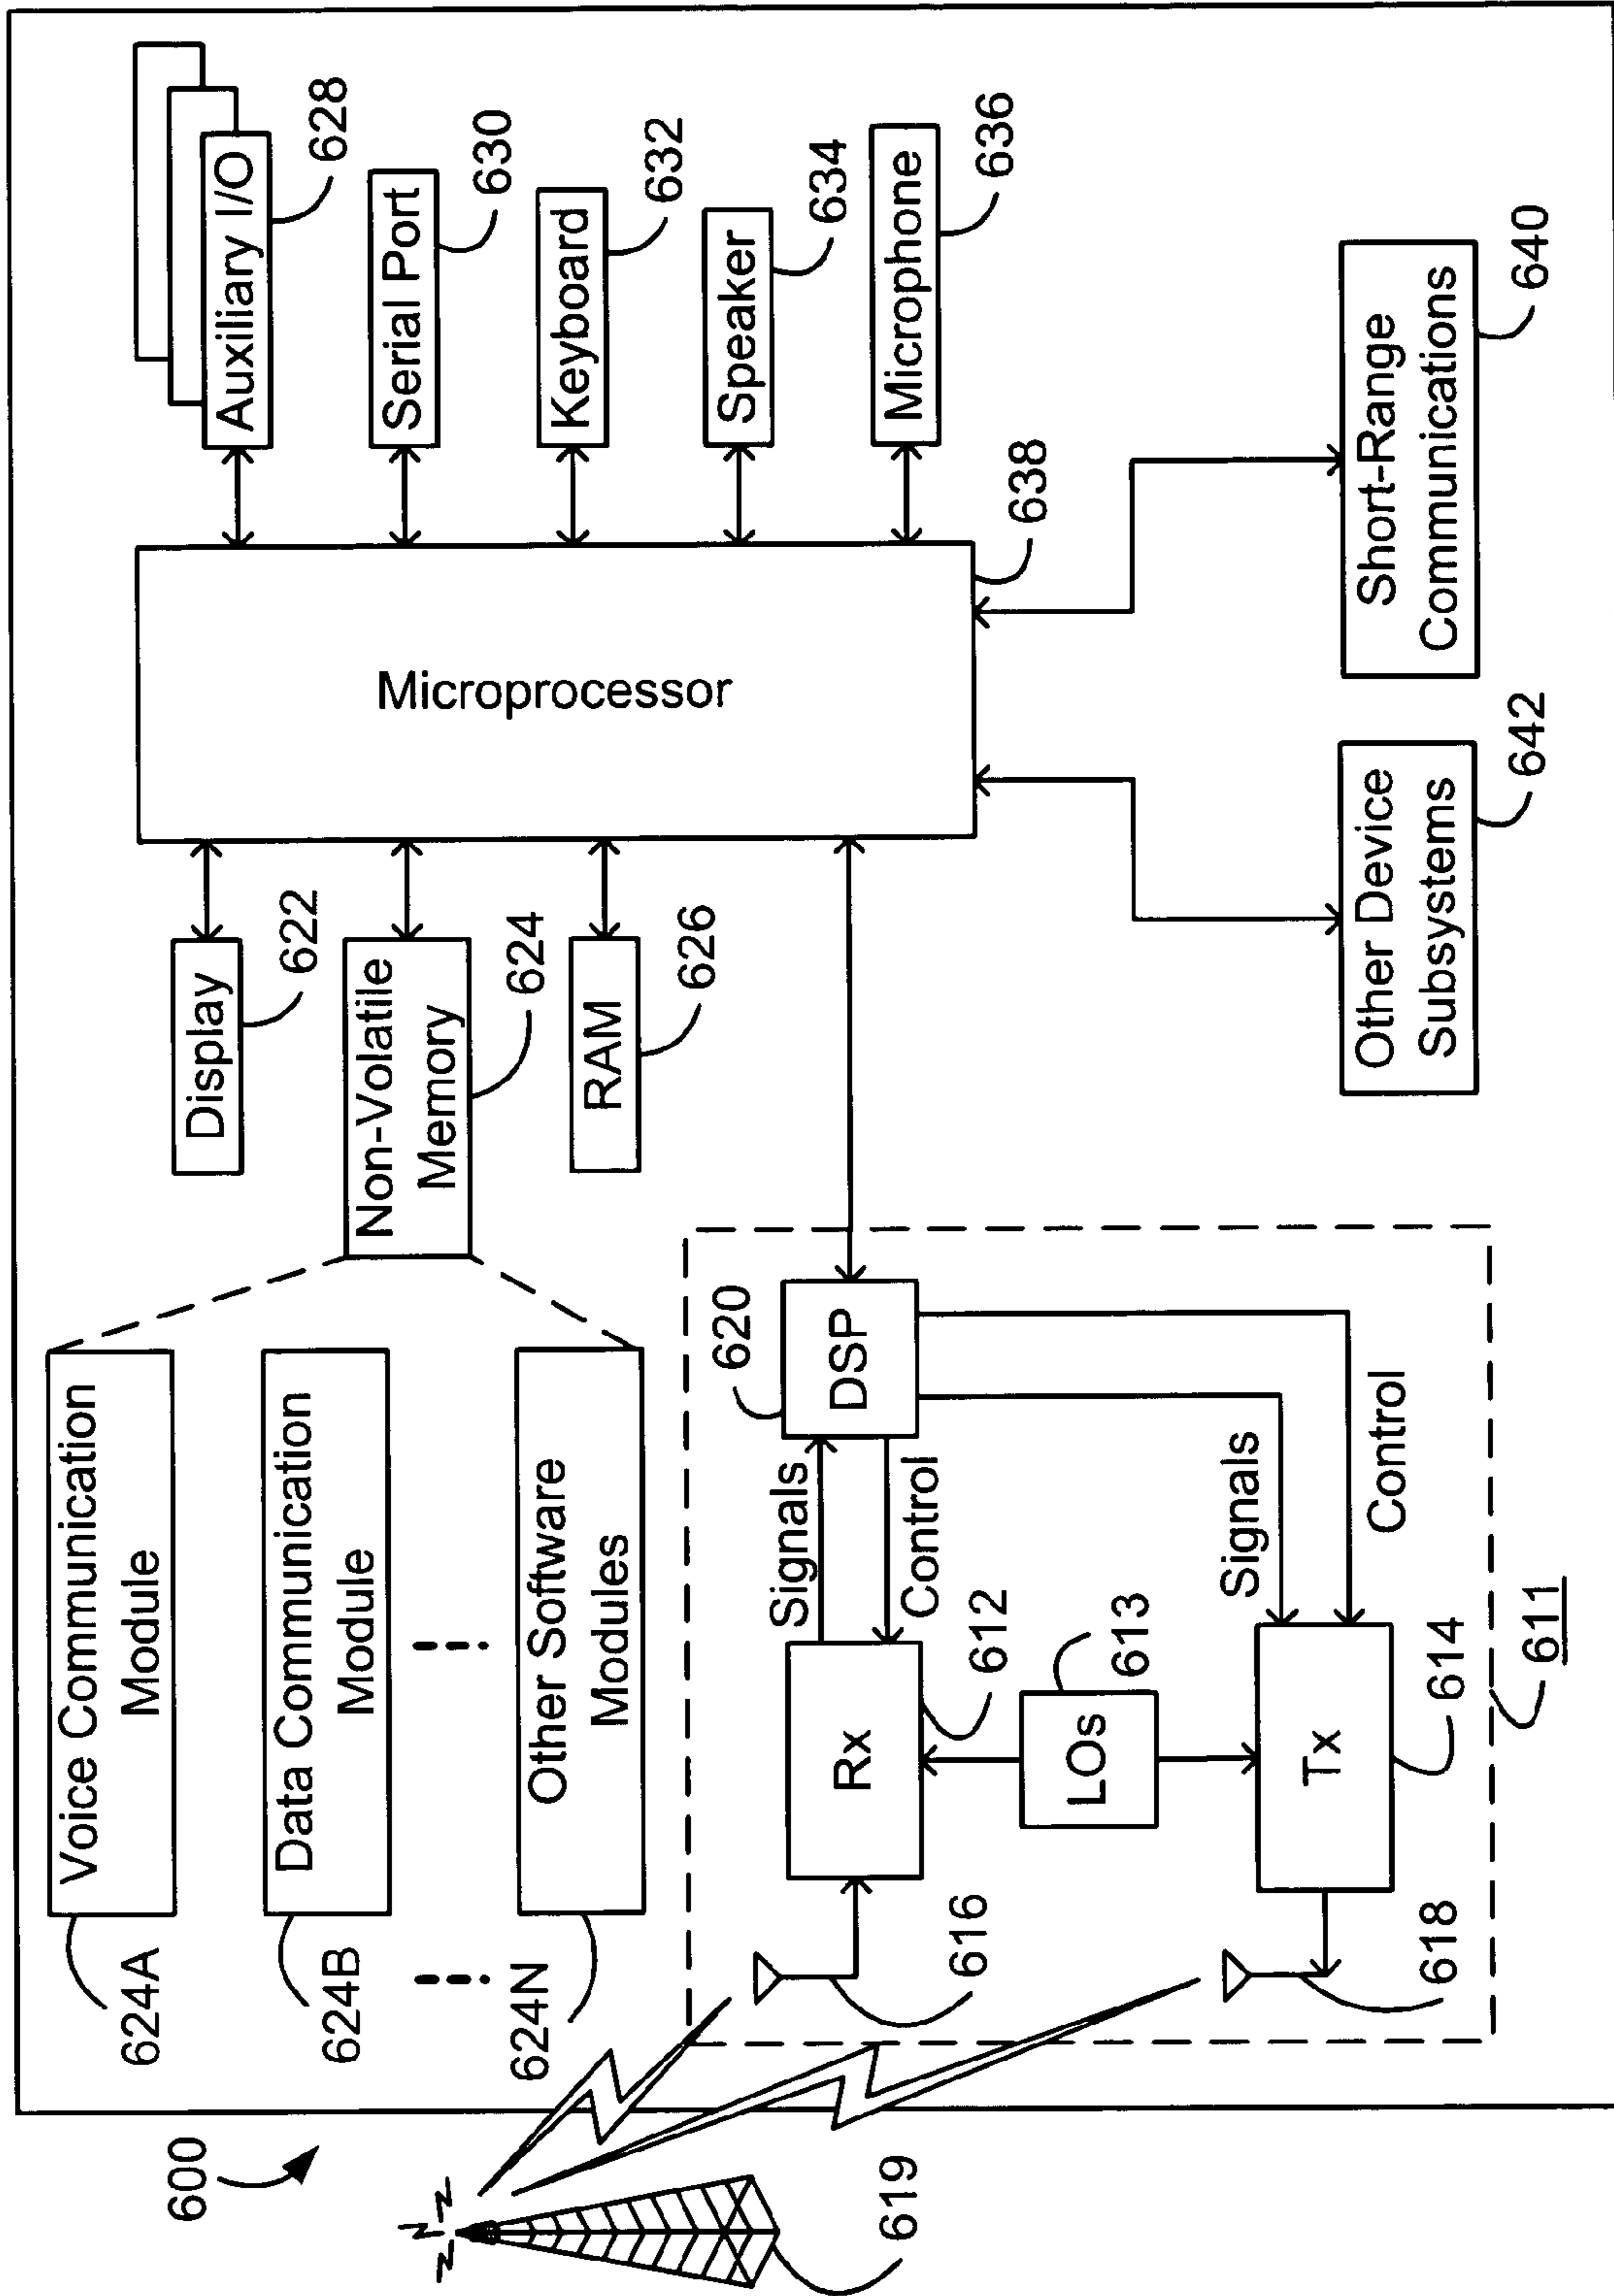 600
619
624A
Voice Communication
Module
624B
Data Communication
Module
624N
Other Software
Modules
Display
622
Non-Volatile
Memory
624
RAM
626
Microprocessor
638
Auxiliary I/O
628
Serial Port
630
Keyboard
632
Speaker
634
Microphone
636
Short-Range
Communications
640
Other Device
Subsystems
642
620
DSP
Signals
Control
Rx
612
LOs
613
Signals
Control
Tx
614
616
618
611